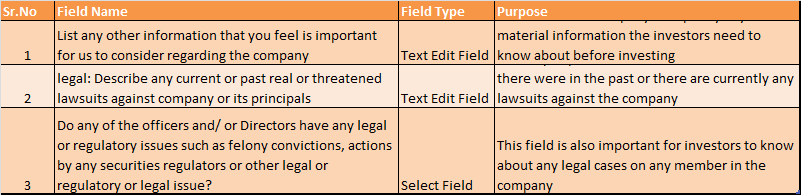 Sr.No Field Name Field Type Purpose
List any other information that you feel is important
for us to consider regarding the company
1
Text Edit Field
material information the investors need to
know about before investing
legal: Describe any current or past real or threatened
lawsuits against company or its principals
2
Text Edit Field
there were in the past or there are currently any
lawsuits against the company
Do any of the officers and/ or Directors have any legal
or regulatory issues such as felony convictions, actions
by any securities regulators or other legal or
regulatory or legal issue?
3
Select Field
This field is also important for investors to know
about any legal cases on any member in the
company